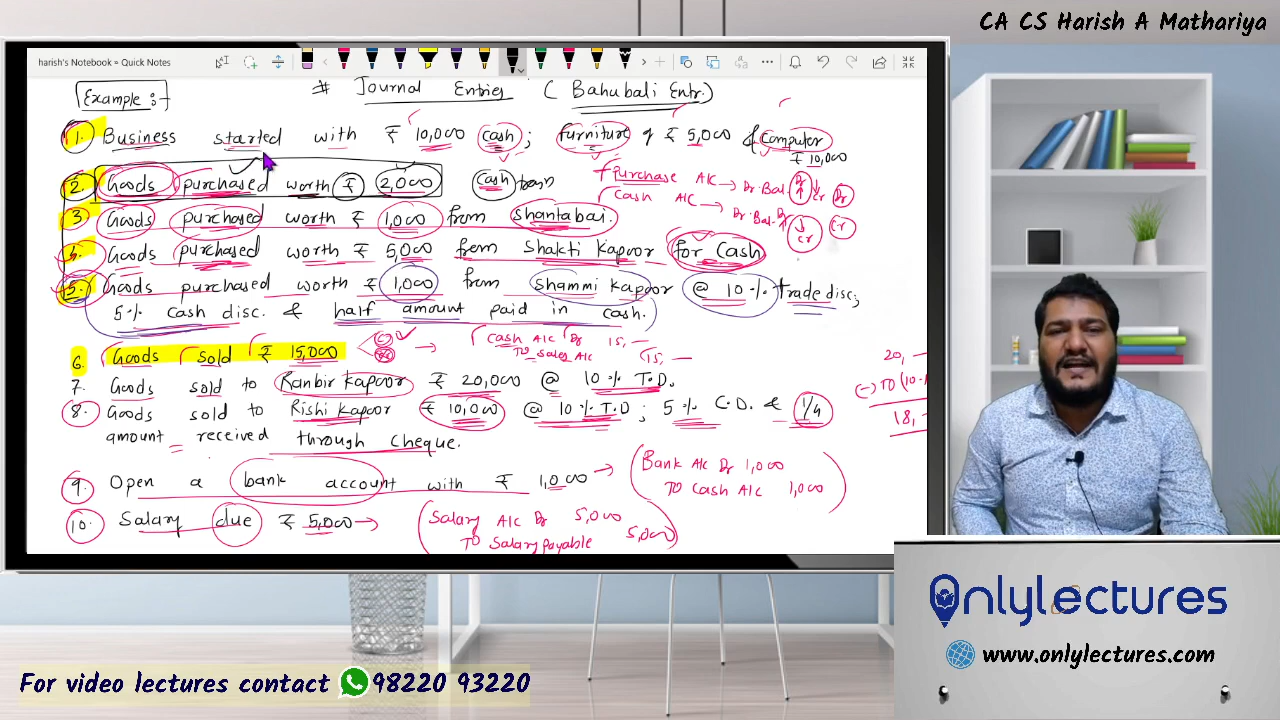 CA CS Harish A Mathariya
harish's Notebook » Quick Notes
Example :-
# Journal Entries ( Bahubali Entr.)
1. Business started with ₹ 10,000 cash; furniture of ₹ 5,000 & Computer
₹ 10,000
2. Goods purchased worth ₹ 2,000 cash
Purchase A/c → Dr. Bal. Dr ↑ ↓ Cr Dr
Cash A/c → Dr. Bal. Dr ↑ ↓ Cr Cr
3 Goods purchased worth ₹ 1,000 from shantabai.
4. Goods purchased worth ₹ 5,000 from Shakti Kapoor for Cash
5. Goods purchased worth ₹ 1,000 from shammi kapoor @ 10 % trade disc,
5 % cash disc. & half amount paid in cash.
6. Goods sold ₹ 15,000
→ Cash A/c Dr 15, —
To Sales A/c 15, —
7. Goods sold to Ranbir Kapoor ₹ 20,000 @ 10 % T.D.
20, —
(-) TD (10.
18, —
8. Goods sold to Rishi Kapoor ₹ 10,000 @ 10 % T.D; 5 % C.D. & 1/4
amount = received through cheque.
9. Open a bank account with ₹ 1,000 →
Bank A/c Dr 1,000
To Cash A/c 1,000
10. Salary due ₹ 5,000 →
Salary A/c Dr 5,000
To Salary payable 5,000
Onlylectures
www.onlylectures.com
For video lectures contact 98220 93220